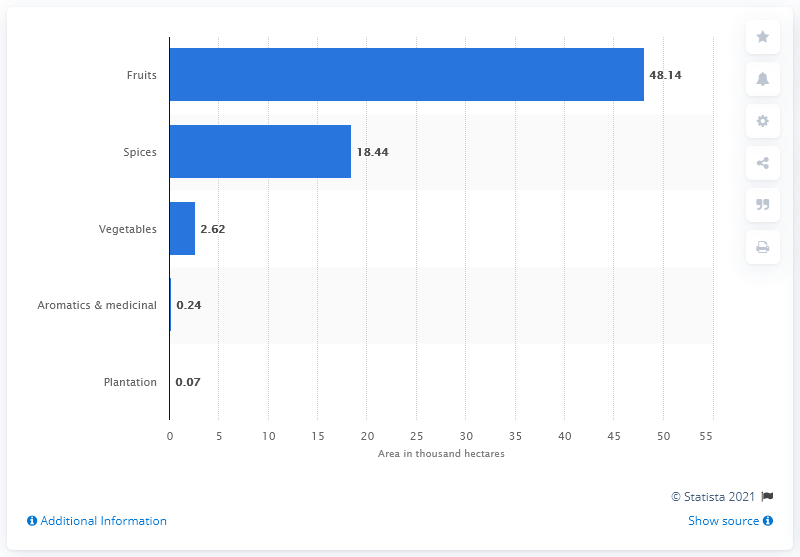 Fruits
48.14
Spices
18.44
Vegetables
2.62
Aromatics & medicinal
0.24
Plantation
0.07
0 5 10 15 20 25 30 35 40 45 50 55
Area in thousand hectares
© Statista 2021
Additional Information
Show source